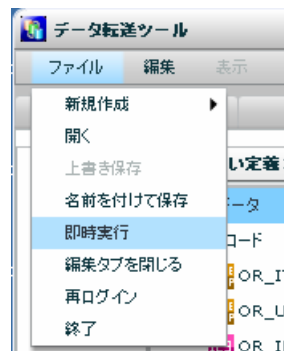 データ転送ツール
ファイル 編集 表示
新規作成
開く
上書き保存
名前を付けて保存
即時実行
編集タブを閉じる
再ログイン
終了
い定義
ータ
コード
OR_I
OR_U